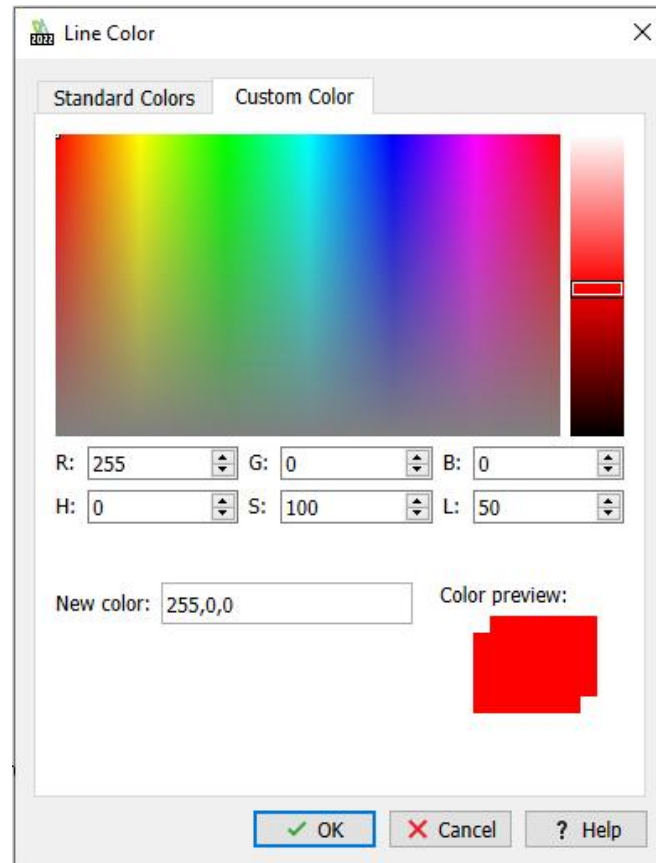 2022 Line Color
Standard Colors Custom Color
R: 255 G: 0 B: 0
H: 0 S: 100 L: 50
New color: 255,0,0 Color preview:
OK Cancel ? Help